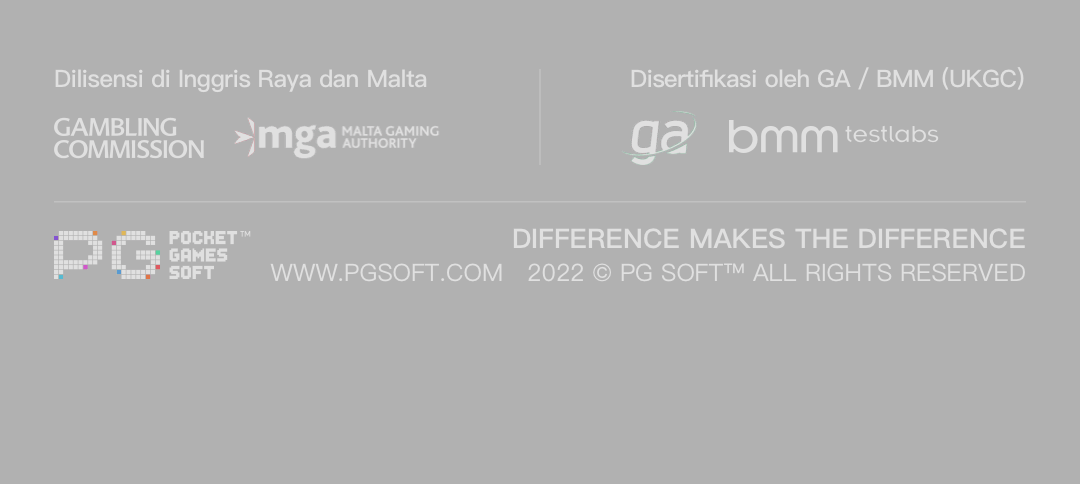 Dilisensi di Inggris Raya dan Malta
GAMBLING
COMMISSION
mga MALTA GAMING
AUTHORITY
Disertifikasi oleh GA / BMM (UKGC)
ga
bmm testlabs
PG POCKET™
GAMES
SOFT
WWW.PGSOFT.COM
DIFFERENCE MAKES THE DIFFERENCE
2022 © PG SOFT™ ALL RIGHTS RESERVED